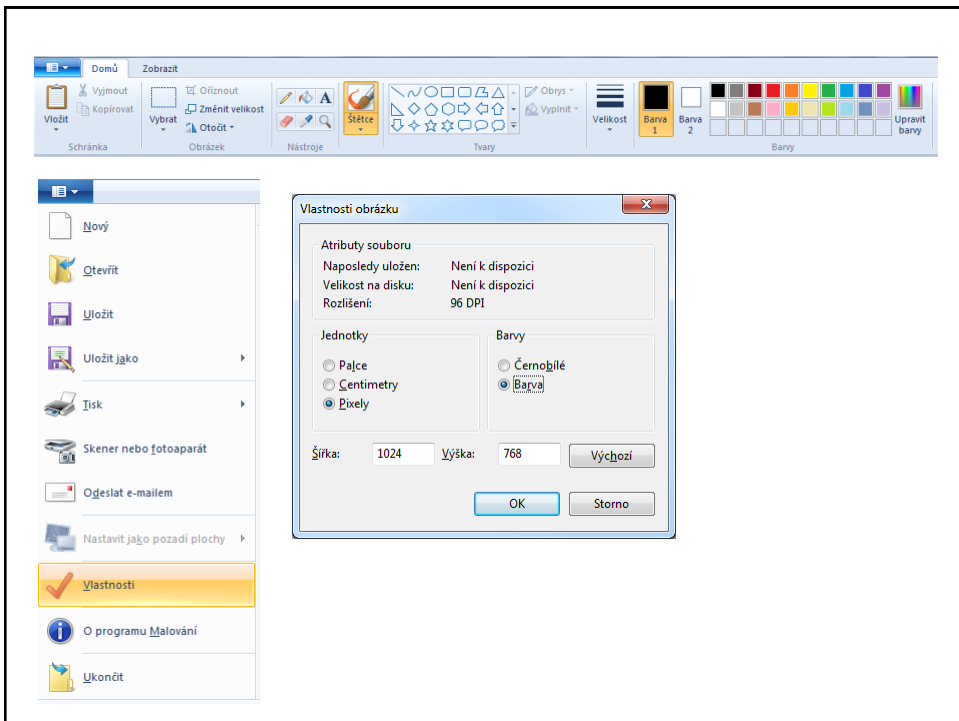 Domů Zobrazit
Vložit
Vyjmout
Kopírovat
Schránka
Vybrat
Oříznout
Změnit velikost
Otočit
Obrázek
A
Nástroje
Štětce
Obrys
Vyplnit
Tvary
Velikost
Barva 1
Barva 2
Upravit barvy
Barvy
Nový
Otevřít
Uložit
Uložit jako
Tisk
Skener nebo fotoaparát
Odeslat e-mailem
Nastavit jako pozadí plochy
Vlastnosti
O programu Malování
Ukončit
Vlastnosti obrázku
Atributy souboru
Naposledy uložen: Není k dispozici
Velikost na disku: Není k dispozici
Rozlišení: 96 DPI
Jednotky
Palce
Centimetry
Pixely
Barvy
Černobílé
Barva
Šířka: 1024 Výška: 768 Výchozí
OK Storno